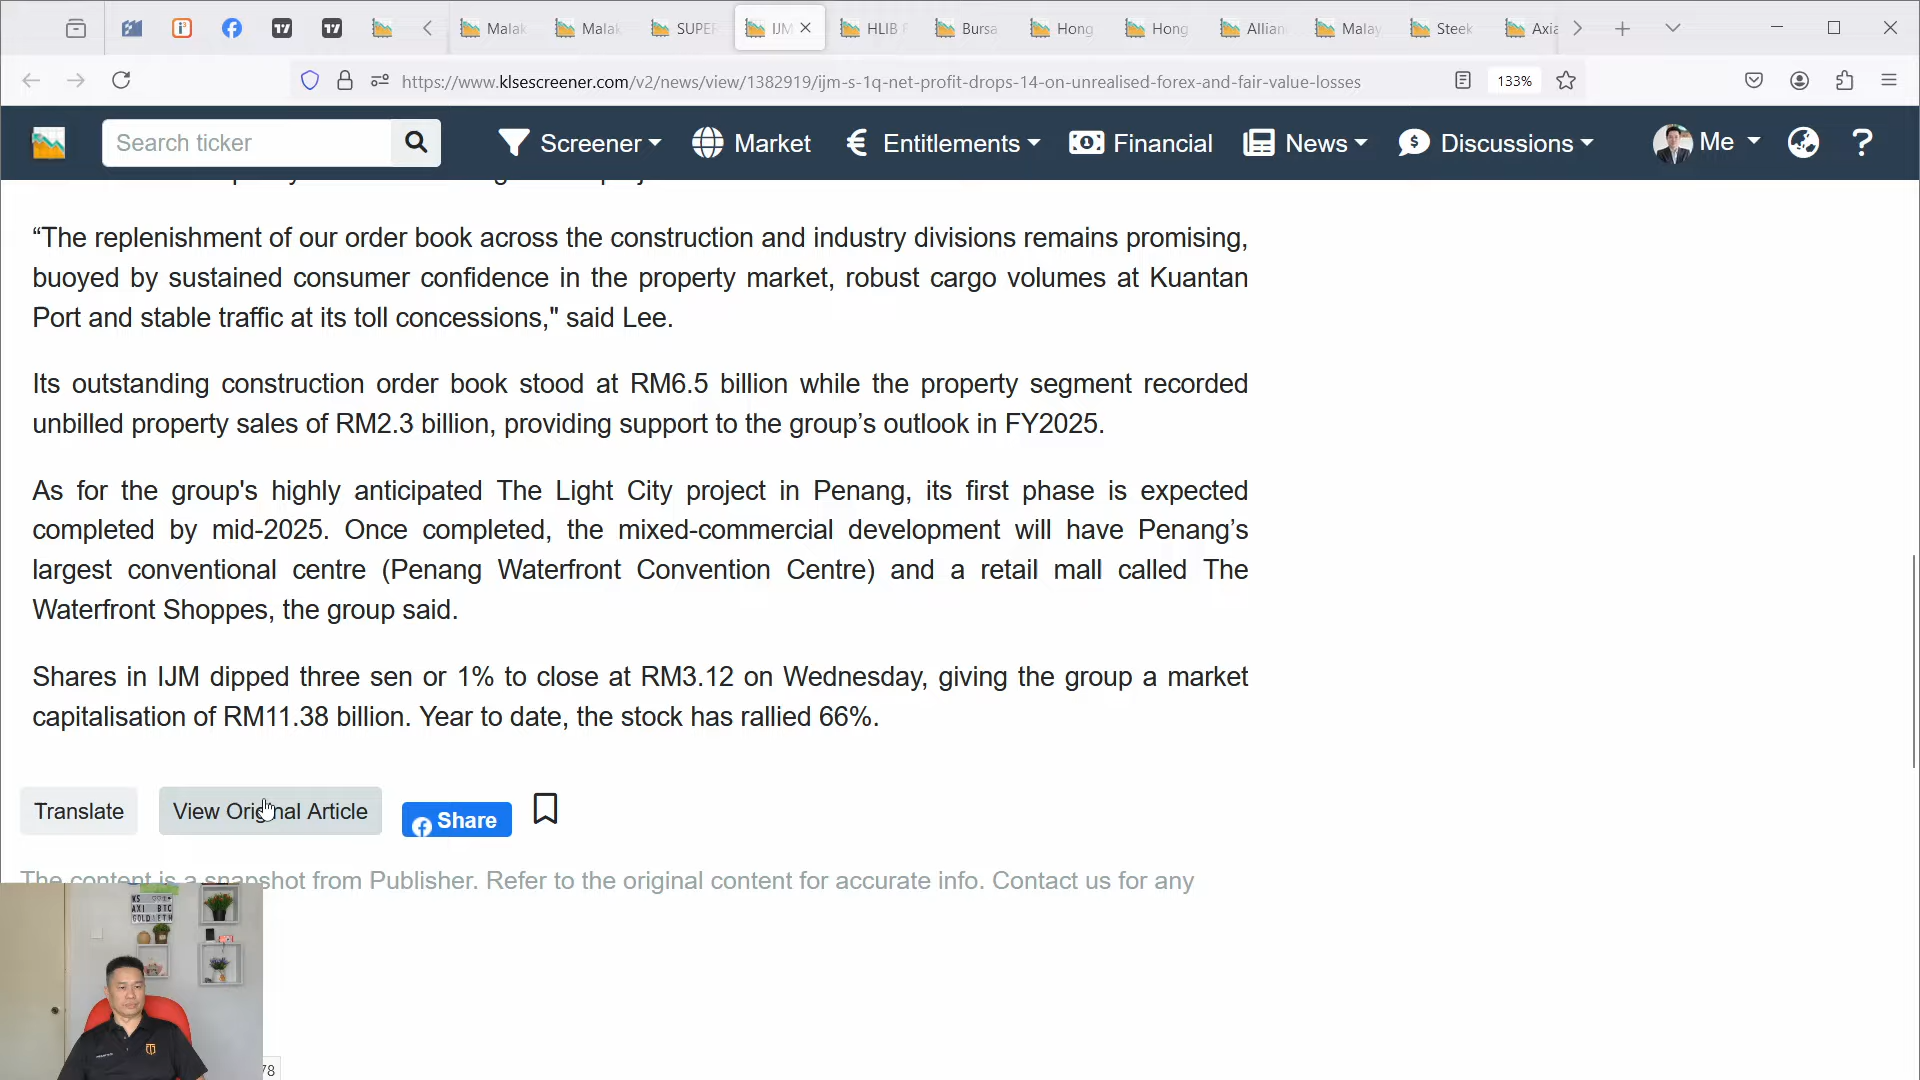 Malak
Malak
SUPER
IJM
HLIB F
Bursa
Hong
Hong
Allian
Malay
Steek
Axia
https://www.klsescreener.com/v2/news/view/1382919/ijm-s-1q-net-profit-drops-14-on-unrealised-forex-and-fair-value-losses
133%
Search ticker
Screener
Market
Entitlements
Financial
News
Discussions
Me
?
“The replenishment of our order book across the construction and industry divisions remains promising,
buoyed by sustained consumer confidence in the property market, robust cargo volumes at Kuantan
Port and stable traffic at its toll concessions," said Lee.
Its outstanding construction order book stood at RM6.5 billion while the property segment recorded
unbilled property sales of RM2.3 billion, providing support to the group’s outlook in FY2025.
As for the group's highly anticipated The Light City project in Penang, its first phase is expected
completed by mid-2025. Once completed, the mixed-commercial development will have Penang’s
largest conventional centre (Penang Waterfront Convention Centre) and a retail mall called The
Waterfront Shoppes, the group said.
Shares in IJM dipped three sen or 1% to close at RM3.12 on Wednesday, giving the group a market
capitalisation of RM11.38 billion. Year to date, the stock has rallied 66%.
Translate
View Original Article
Share
The content is a snapshot from Publisher. Refer to the original content for accurate info. Contact us for any
AXI BTC
GOLD ETH
78